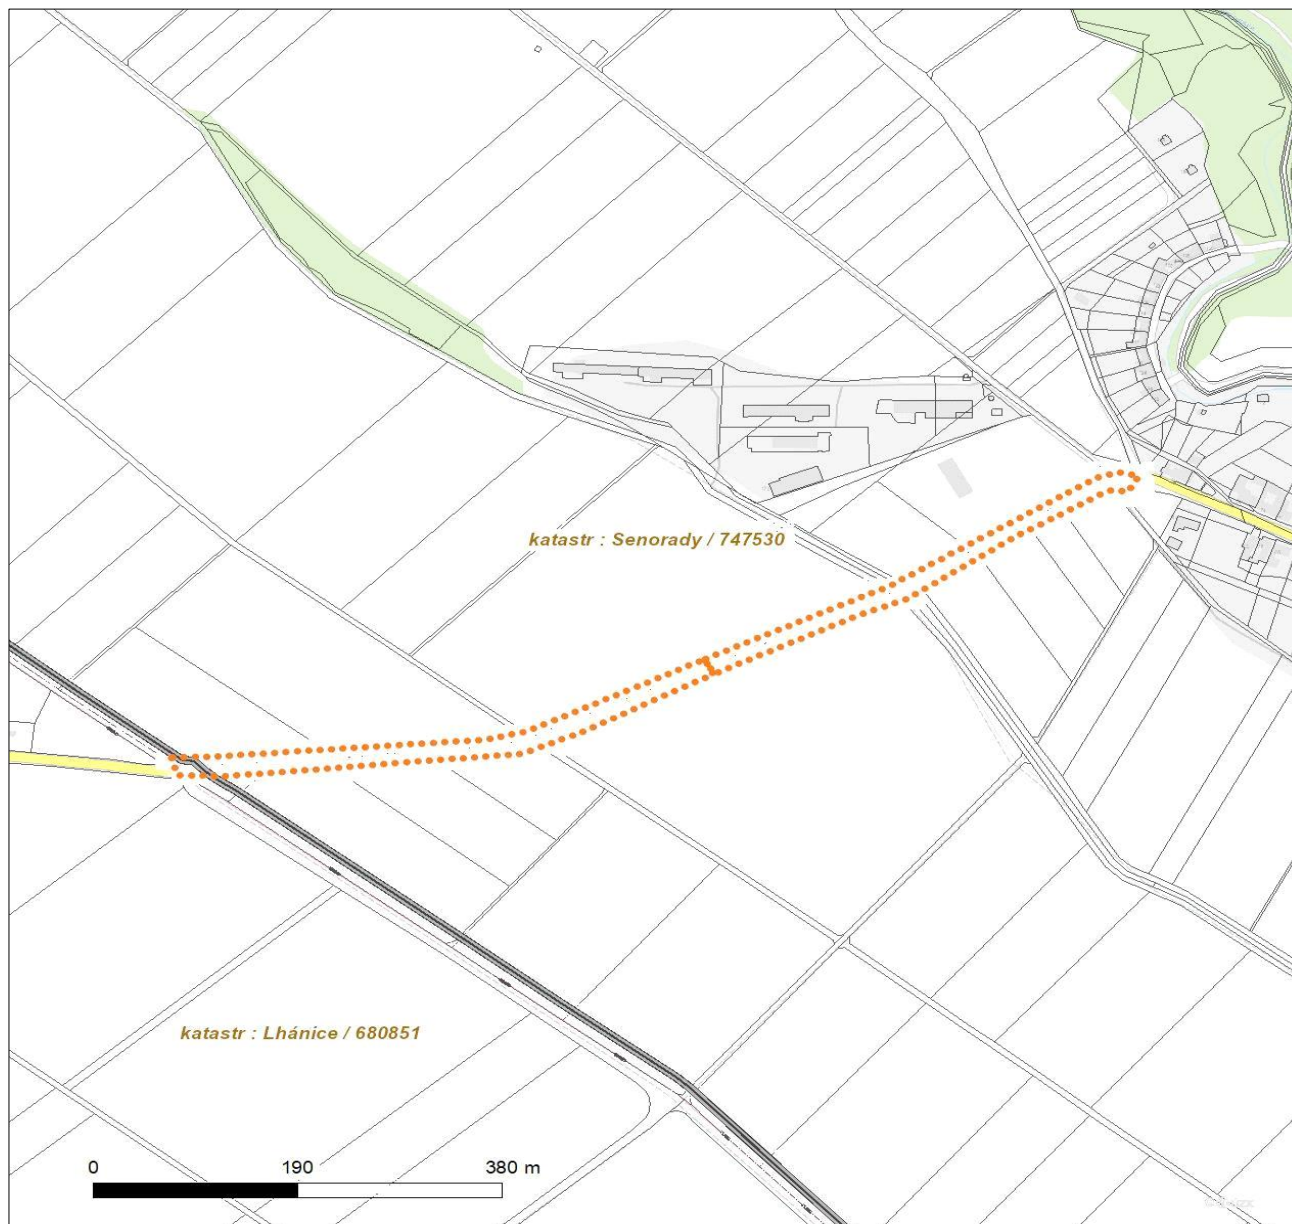 katastr : Senorady / 747530
katastr : Lhánice / 680851
0 190 380 m